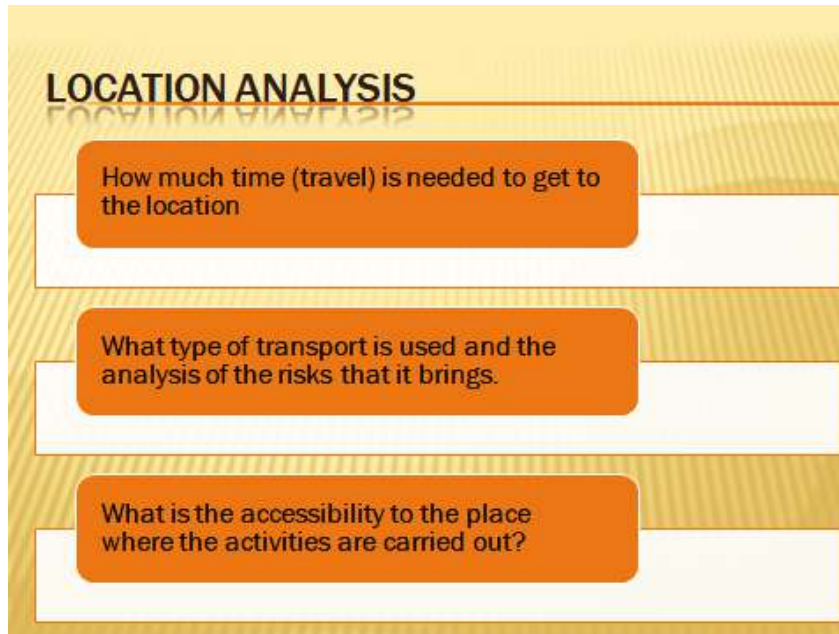 LOCATION ANALYSIS
How much time (travel) is needed to get to
the location
What type of transport is used and the
analysis of the risks that it brings.
What is the accessibility to the place
where the activities are carried out?